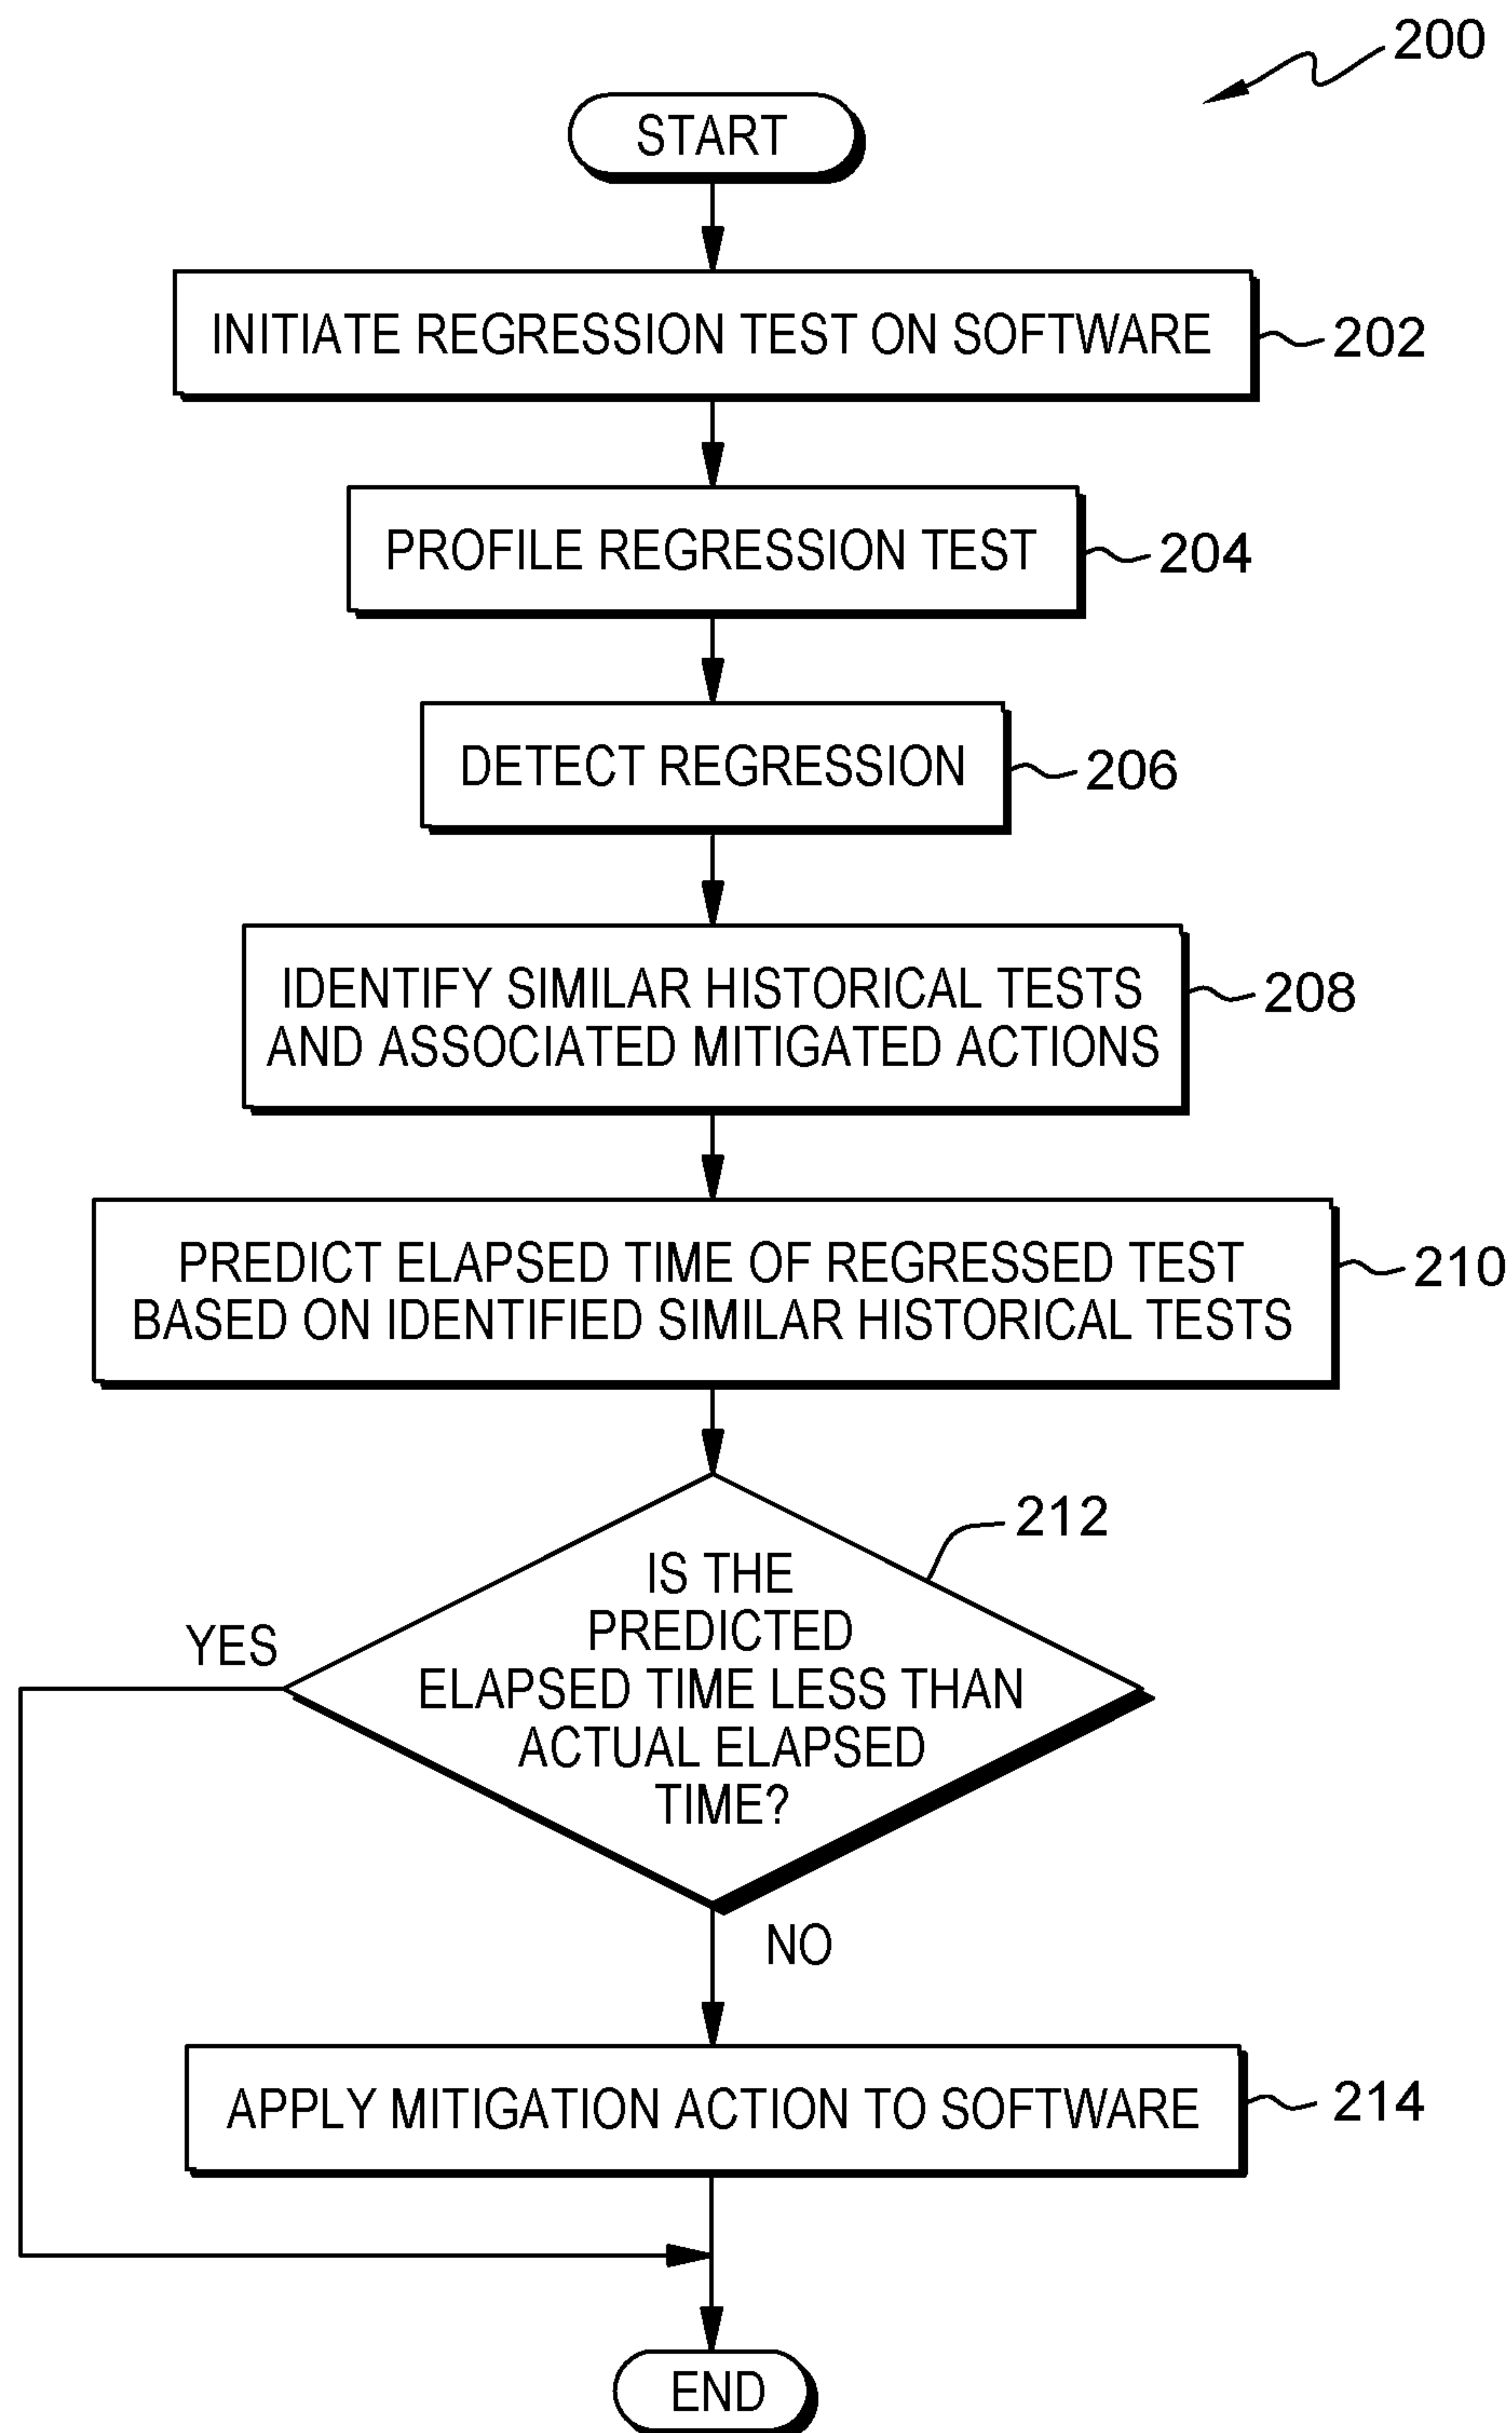 200
START
INITIATE REGRESSION TEST ON SOFTWARE
202
PROFILE REGRESSION TEST
204
DETECT REGRESSION
206
IDENTIFY SIMILAR HISTORICAL TESTS
AND ASSOCIATED MITIGATED ACTIONS
208
PREDICT ELAPSED TIME OF REGRESSED TEST
BASED ON IDENTIFIED SIMILAR HISTORICAL TESTS
210
212
IS THE
PREDICTED
ELAPSED TIME LESS THAN
ACTUAL ELAPSED
TIME?
YES
NO
APPLY MITIGATION ACTION TO SOFTWARE
214
END